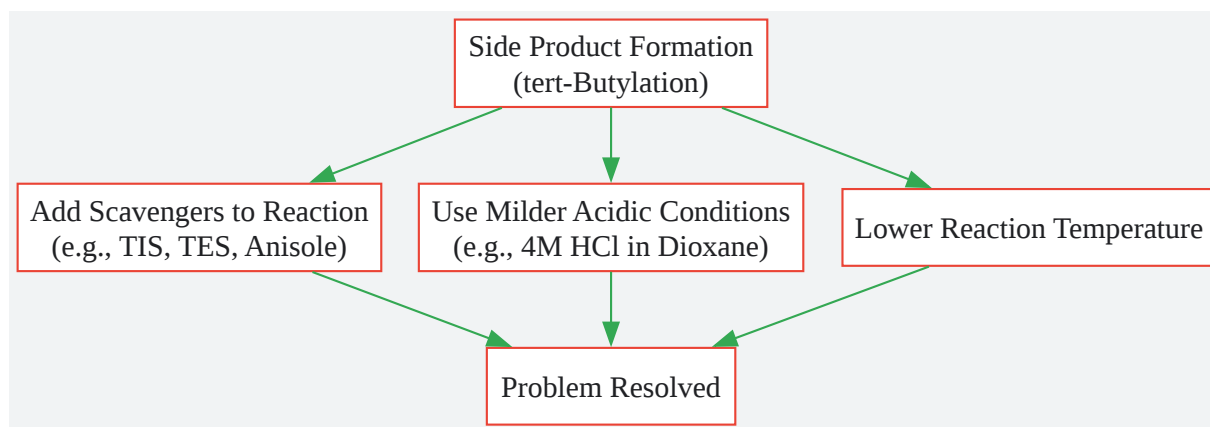 Side Product Formation
(tert-Butylation)
Add Scavengers to Reaction
(e.g., TIS, TES, Anisole)
Use Milder Acidic Conditions
(e.g., 4M HCl in Dioxane)
Lower Reaction Temperature
Problem Resolved